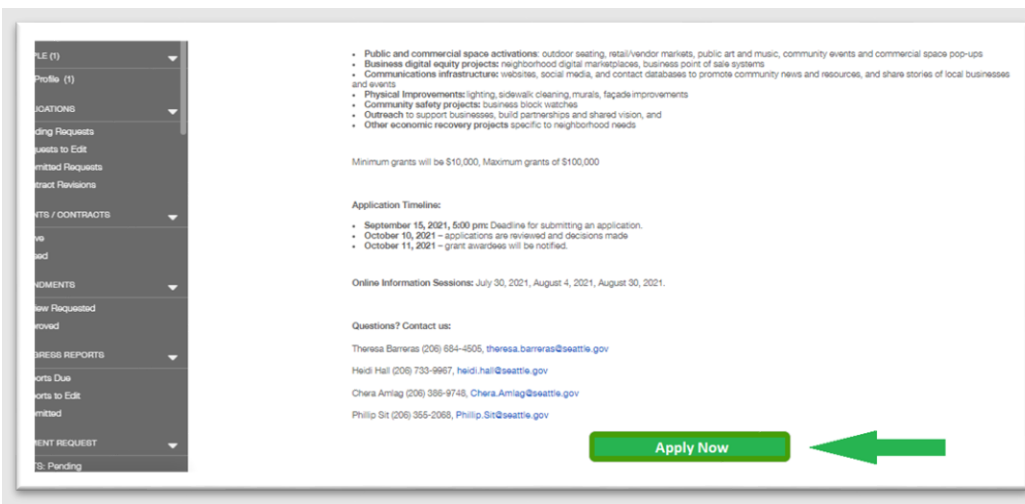 PLE (1)
Profile (1)
ICATIONS
ding Requests
quests to Edit
mitted Requests
tract Revisions
NTS / CONTRACTS
ve
sed
NDMENTS
iew Requested
proved
GRESS REPORTS
orts Due
orts to Edit
mitted
MENT REQUEST
TS: Pending
• Public and commercial space activations: outdoor seating, retail/vendor markets, public art and music, community events and commercial space pop-ups
• Business digital equity projects: neighborhood digital marketplaces, business point of sale systems
• Communications infrastructure: websites, social media, and contact databases to promote community news and resources, and share stories of local businesses
and events
• Physical Improvements: lighting, sidewalk cleaning, murals, façade improvements
• Community safety projects: business block watches
• Outreach to support businesses, build partnerships and shared vision, and
• Other economic recovery projects specific to neighborhood needs
Minimum grants will be $10,000, Maximum grants of $100,000
Application Timeline:
• September 15, 2021, 5:00 pm: Deadline for submitting an application.
• October 10, 2021 – applications are reviewed and decisions made
• October 11, 2021 – grant awardees will be notified.
Online Information Sessions: July 30, 2021, August 4, 2021, August 30, 2021.
Questions? Contact us:
Theresa Barreras (206) 684-4505, theresa.barreras@seattle.gov
Heidi Hall (206) 733-9967, heidi.hall@seattle.gov
Chera Amlag (206) 386-9748, Chera.Amlag@seattle.gov
Phillip Sit (206) 355-2068, Phillip.Sit@seattle.gov
Apply Now